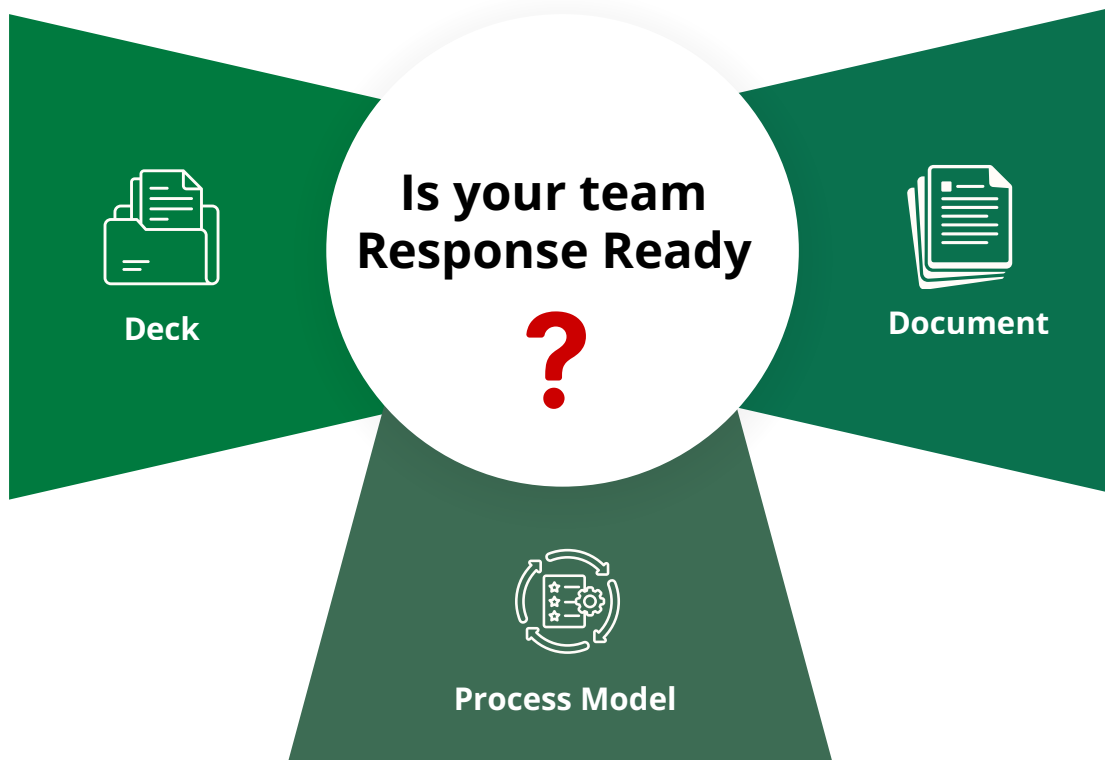 Is your team
Response Ready
?
Deck
Document
Process Model